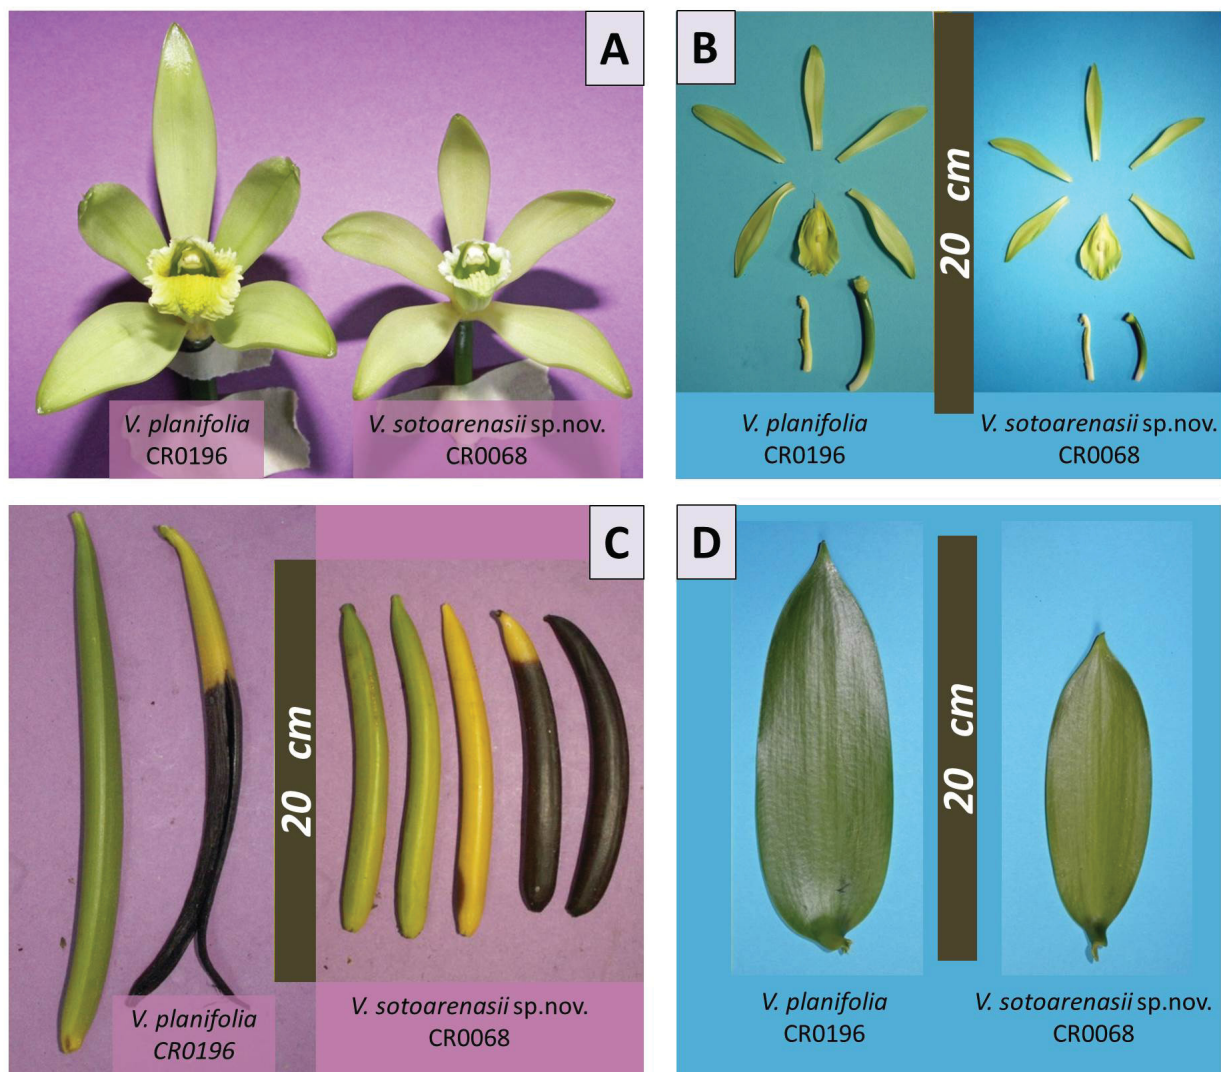 A
V. planifolia
CR0196
V. sotoarenasii sp.nov.
CR0068
B
20 cm
V. planifolia
CR0196
V. sotoarenasii sp.nov.
CR0068
C
20 cm
V. planifolia
CR0196
V. sotoarenasii sp.nov.
CR0068
D
20 cm
V. planifolia
CR0196
V. sotoarenasii sp.nov.
CR0068